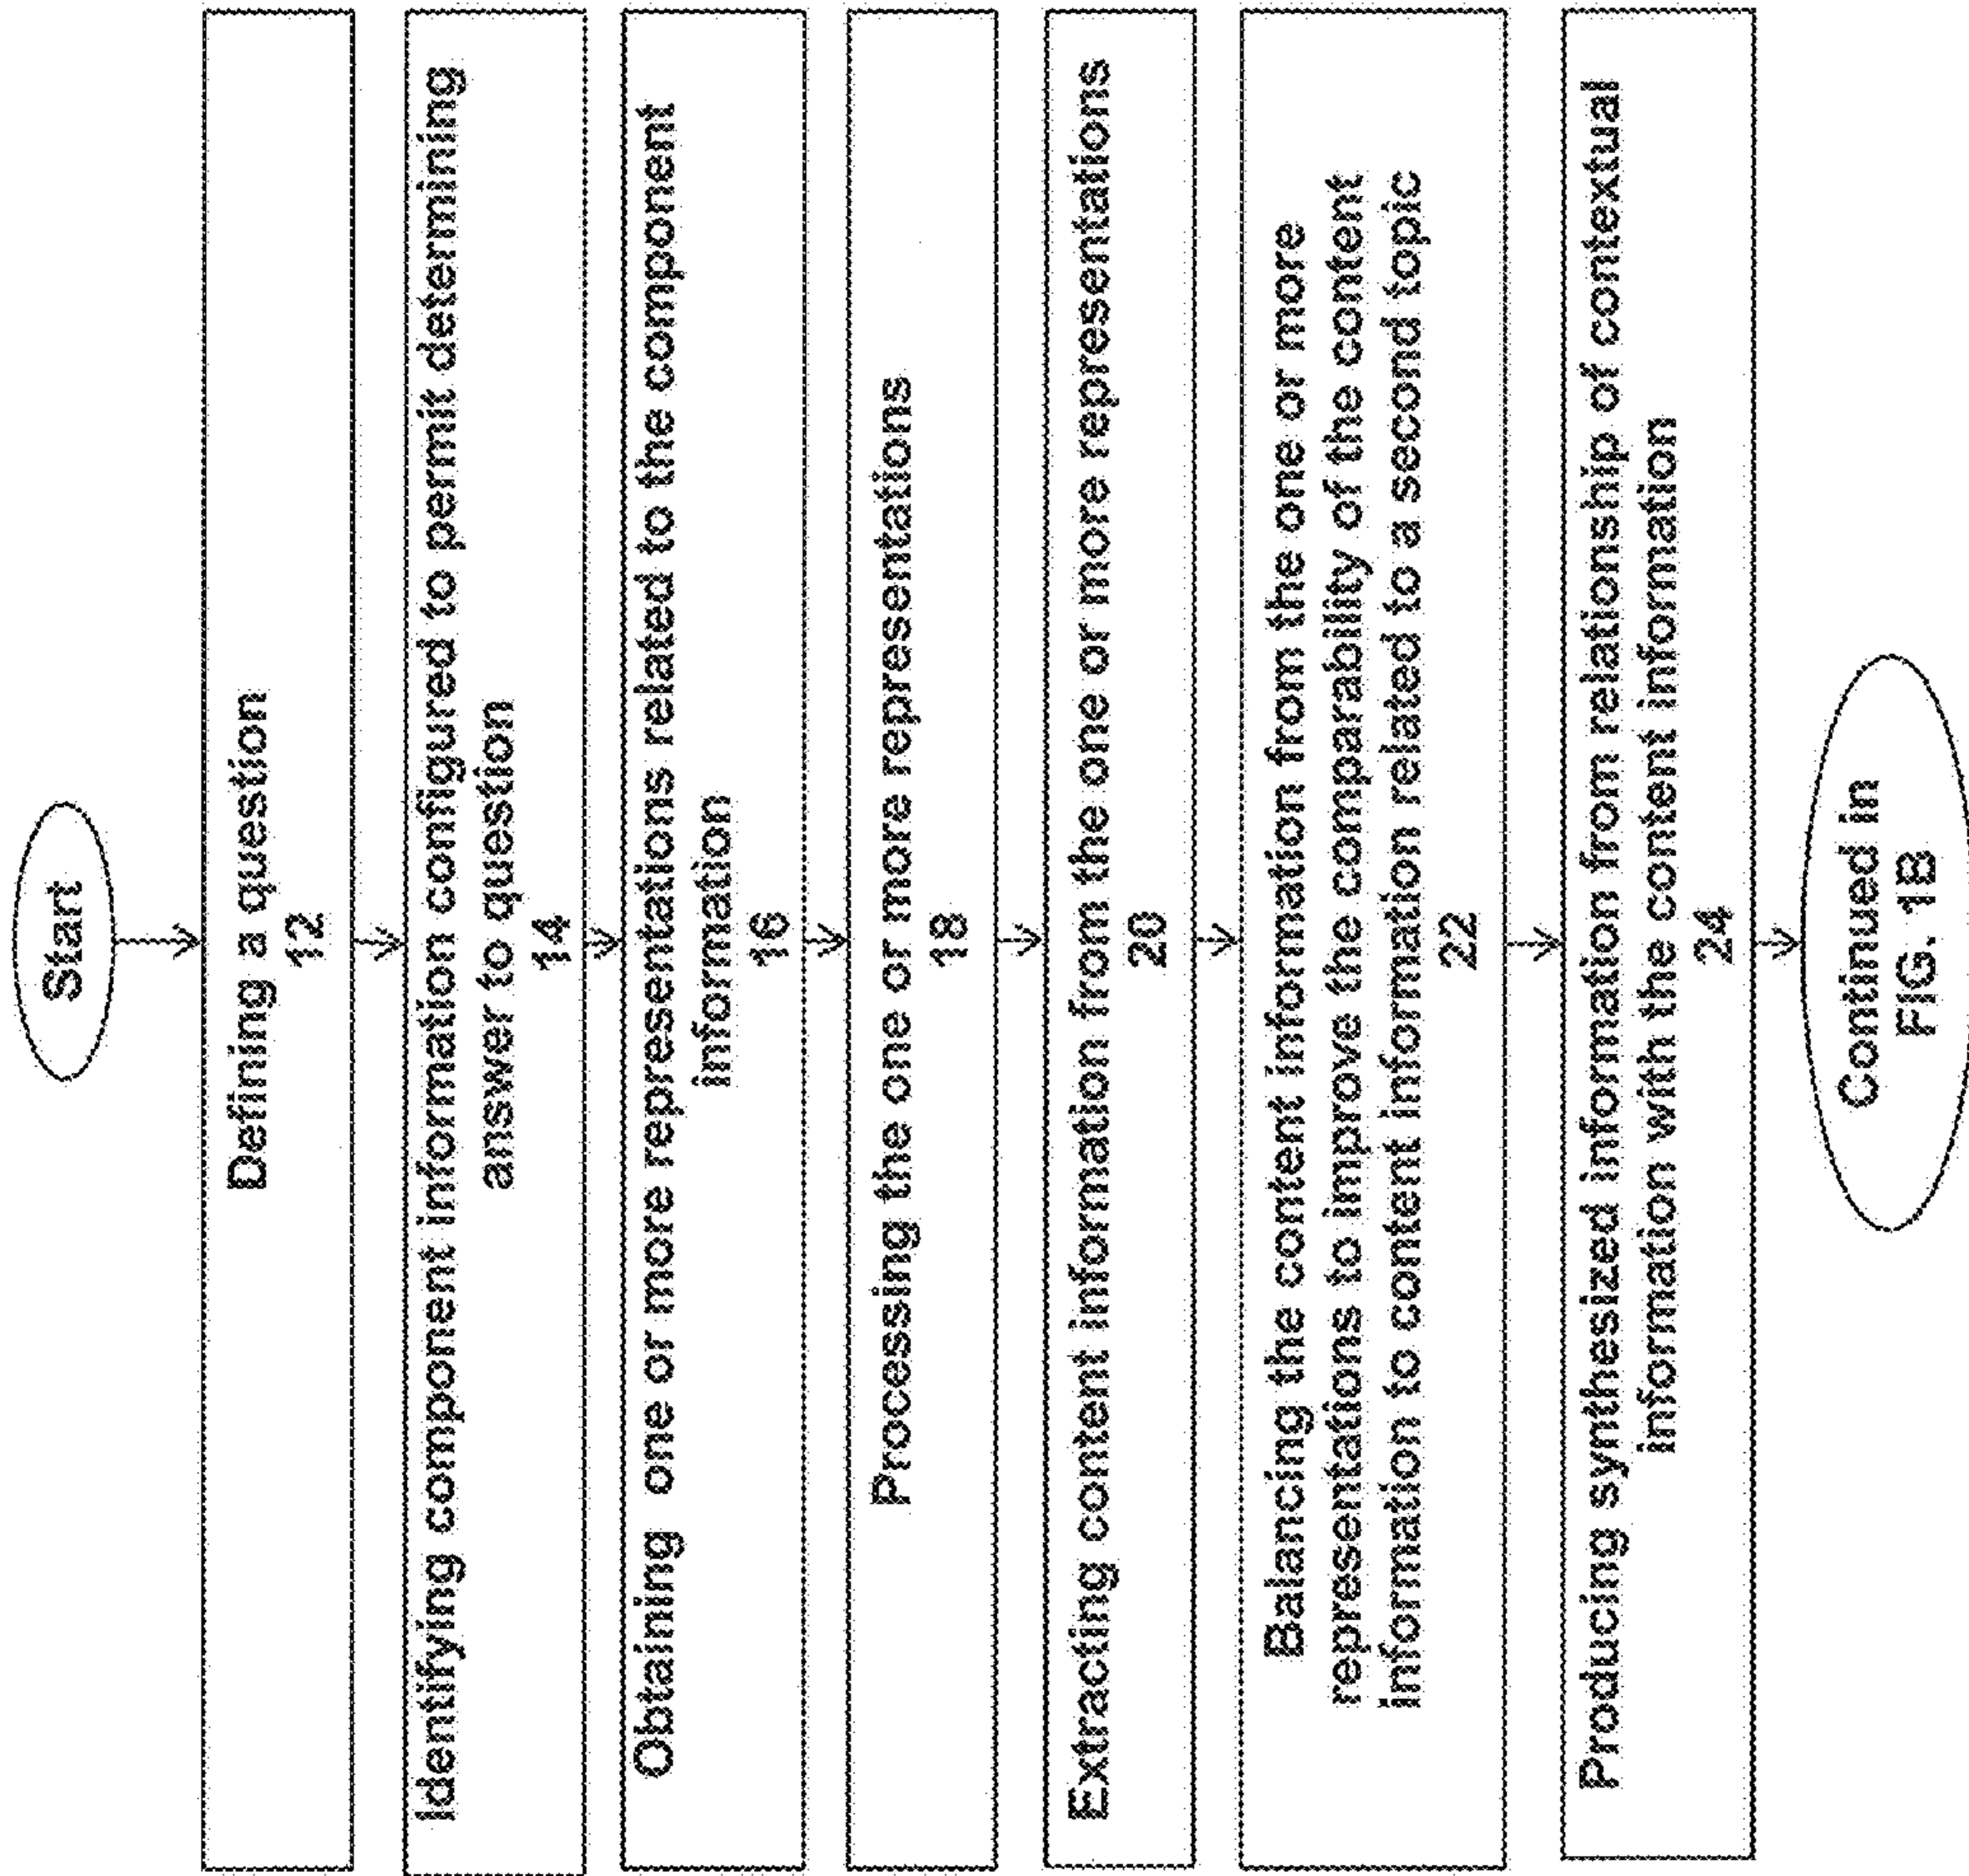 Start
Defining a question
12
Identifying component information configured to permit determining
answer to question
14
Obtaining one or more representations related to the component
information
16
Processing the one or more representations
18
Extracting content information from the one or more representations
20
Balancing the content information from the one or more
representations to improve the comparability of the content
information to content information related to a second topic
22
Producing synthesized information from relationship of contextual
information with the content information
24
Continued in
FIG. 1B